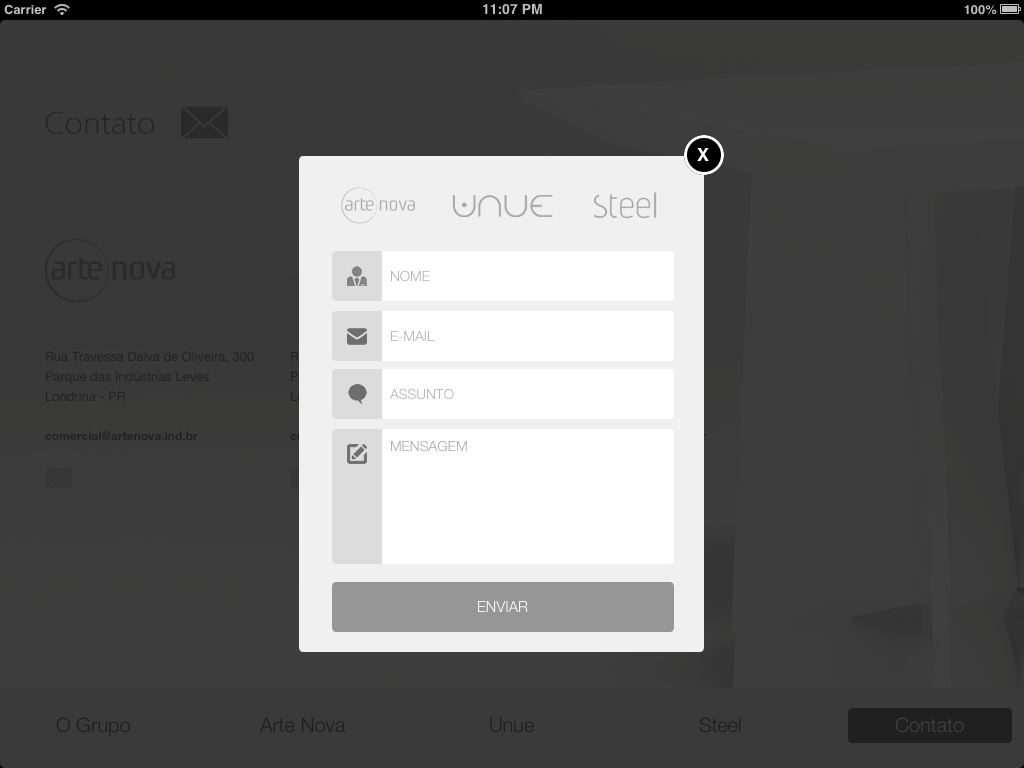 Carrier
11:07 PM
100%
Contato
X
arte nova
UNUE
Steel
NOME
E-MAIL
ASSUNTO
MENSAGEM
ENVIAR
arte nova
Rua Travessa Dalva de Oliveira, 300
Parque das Indústrias Leves
Londrina - PR
comercial@artenova.ind.br
O Grupo
Arte Nova
Unue
Steel
Contato